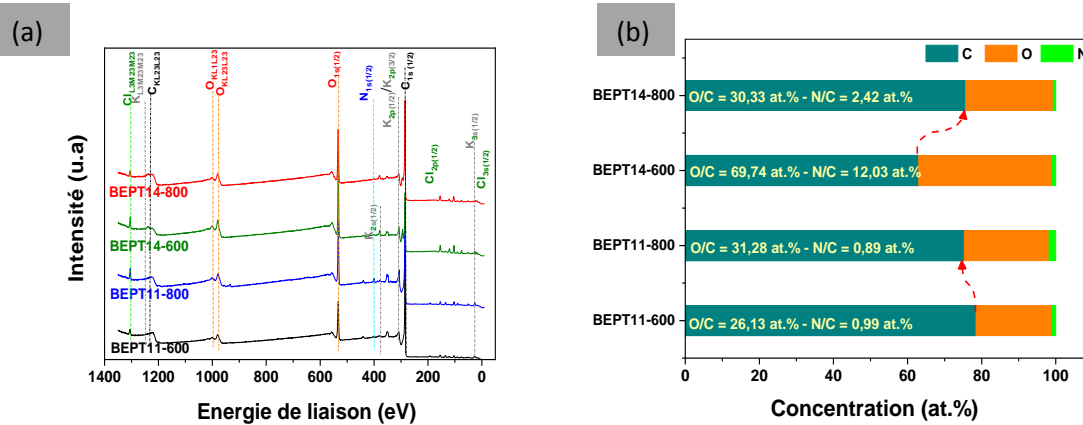 (a)
Cl L3M23M23
K L3M23M23
C KL23L23
O KL1L23
O KL23L23
O 1s(1/2)
N 1s(1/2)
K 2p(1/2)/K 2p(3/2)
C 1s(1/2)
Cl 2p(1/2)
K 3s(1/2)
Cl 3s(1/2)
K 2s(1/2)
BEPT14-800
BEPT14-600
BEPT11-800
BEPT11-600
Intensité (u.a)
1400 1200 1000 800 600 400 200 0
Energie de liaison (eV)
(b)
C O N
BEPT14-800 O/C = 30,33 at.% - N/C = 2,42 at.%
BEPT14-600 O/C = 69,74 at.% - N/C = 12,03 at.%
BEPT11-800 O/C = 31,28 at.% - N/C = 0,89 at.%
BEPT11-600 O/C = 26,13 at.% - N/C = 0,99 at.%
0 20 40 60 80 100
Concentration (at.%)